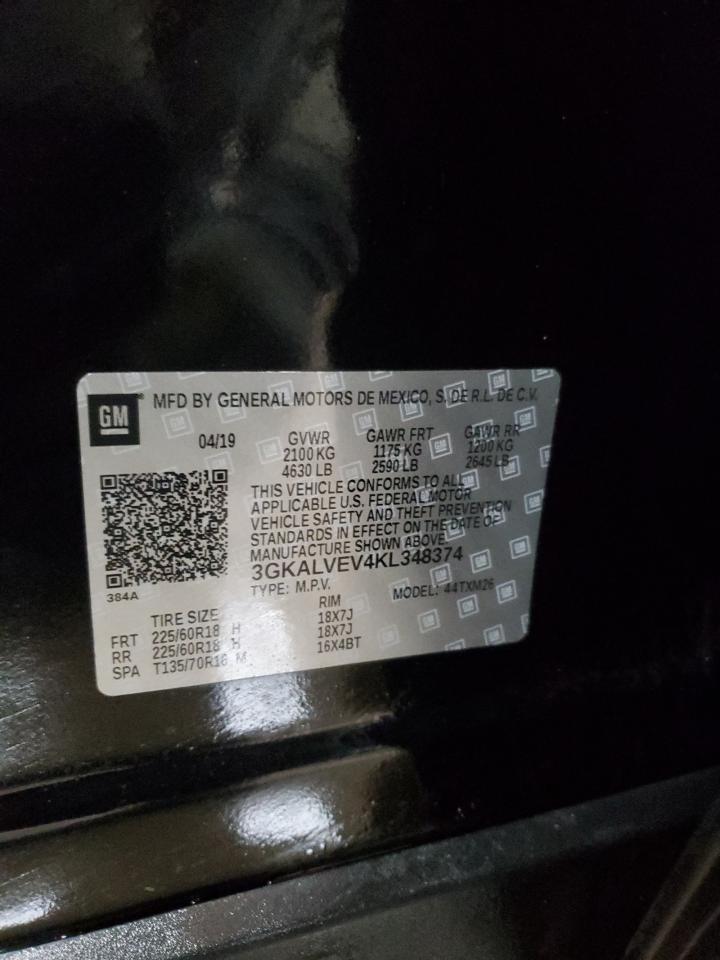 GM
MFD BY GENERAL MOTORS DE MEXICO, S. DE R.L. DE C.V.
04/19 GVWR GAWR FRT GAWR RR
2100 KG 1175 KG 1200 KG
4630 LB 2590 LB 2645 LB
THIS VEHICLE CONFORMS TO ALL
APPLICABLE U.S. FEDERAL MOTOR
VEHICLE SAFETY AND THEFT PREVENTION
STANDARDS IN EFFECT ON THE DATE OF
MANUFACTURE SHOWN ABOVE
3GKALVEV4KL348374
384A
TYPE: M.P.V. MODEL: 44TXM26
TIRE SIZE RIM
FRT 225/60R18 H 18X7J
RR 225/60R18 H 18X7J
SPA T135/70R16 M 16X4BT